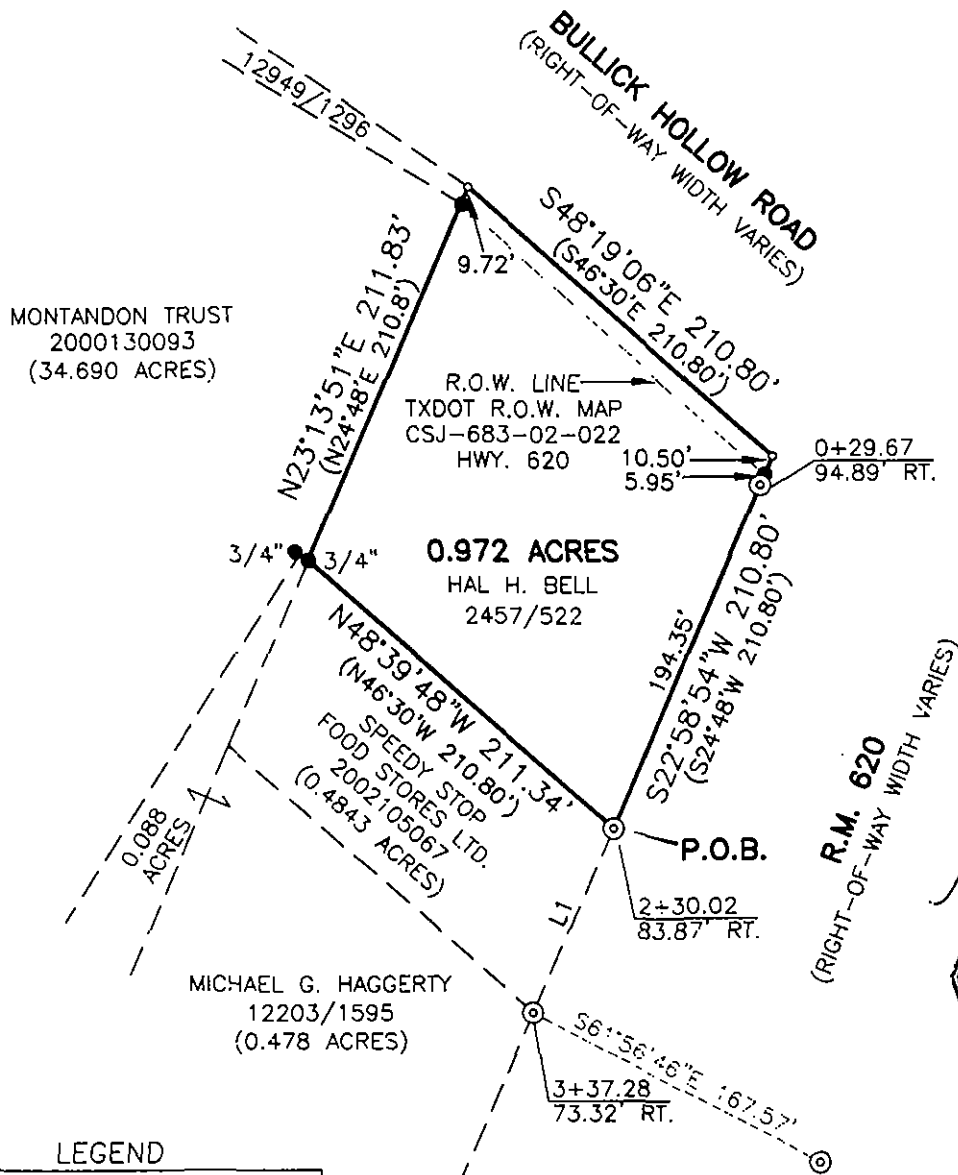 BULLICK HOLLOW ROAD
(RIGHT-OF-WAY WIDTH VARIES)
12949/1296
S48°19'06"E 210.80'
(S46°30'E 210.80')
9.72'
MONTANDON TRUST
2000130093
(34.690 ACRES)
N23°13'51"E 211.83'
(N24°48'E 210.8')
R.O.W. LINE
TXDOT R.O.W. MAP
CSJ-683-02-022
HWY. 620
10.50'
5.95'
0+29.67
94.89' RT.
3/4"
3/4"
0.972 ACRES
HAL H. BELL
2457/522
194.35'
S22°58'54"W 210.80'
(S24°48'W 210.80')
N48°39'48"W 211.34'
(N46°30'W 210.80')
SPEEDY STOP
FOOD STORES LTD.
2002105067
(0.4843 ACRES)
R.M. 620
(RIGHT-OF-WAY WIDTH VARIES)
0.088
ACRES
P.O.B.
2+30.02
83.87' RT.
L1
MICHAEL G. HAGGERTY
12203/1595
(0.478 ACRES)
S61°56'46"E 167.57'
3+37.28
73.32' RT.
LEGEND